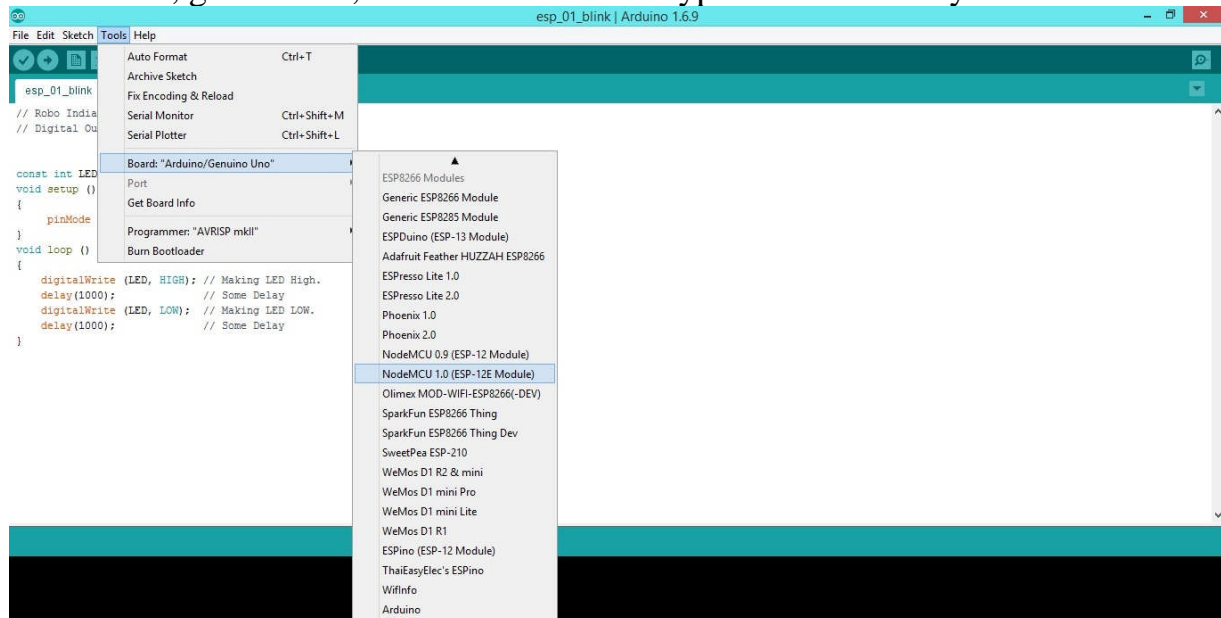 esp_01_blink | Arduino 1.6.9
File Edit Sketch Tools Help
esp_01_blink
// Robo India
// Digital Ou
const int LED
void setup ()
{
pinMode
}
void loop ()
{
digitalWrite (LED, HIGH); // Making LED High.
delay(1000); // Some Delay
digitalWrite (LED, LOW); // Making LED LOW.
delay(1000); // Some Delay
}
Auto Format Ctrl+T
Archive Sketch
Fix Encoding & Reload
Serial Monitor Ctrl+Shift+M
Serial Plotter Ctrl+Shift+L
Board: "Arduino/Genuino Uno"
Port
Get Board Info
Programmer: "AVRISP mkII"
Burn Bootloader
ESP8266 Modules
Generic ESP8266 Module
Generic ESP8285 Module
ESPDuino (ESP-13 Module)
Adafruit Feather HUZZAH ESP8266
ESPresso Lite 1.0
ESPresso Lite 2.0
Phoenix 1.0
Phoenix 2.0
NodeMCU 0.9 (ESP-12 Module)
NodeMCU 1.0 (ESP-12E Module)
Olimex MOD-WIFI-ESP8266(-DEV)
SparkFun ESP8266 Thing
SparkFun ESP8266 Thing Dev
SweetPea ESP-210
WeMos D1 R2 & mini
WeMos D1 mini Pro
WeMos D1 mini Lite
WeMos D1 R1
ESPino (ESP-12 Module)
ThaiEasyElec's ESPino
WifInfo
Arduino